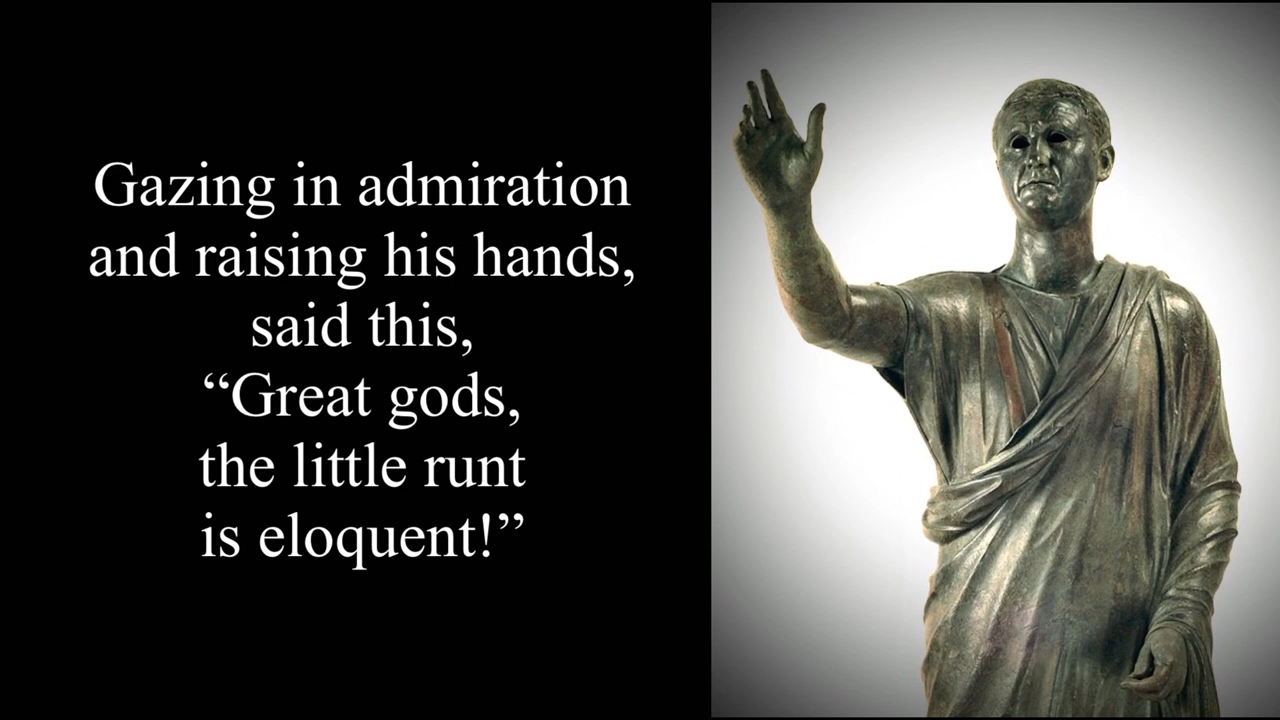 Gazing in admiration
and raising his hands,
said this,
“Great gods,
the little runt
is eloquent!”